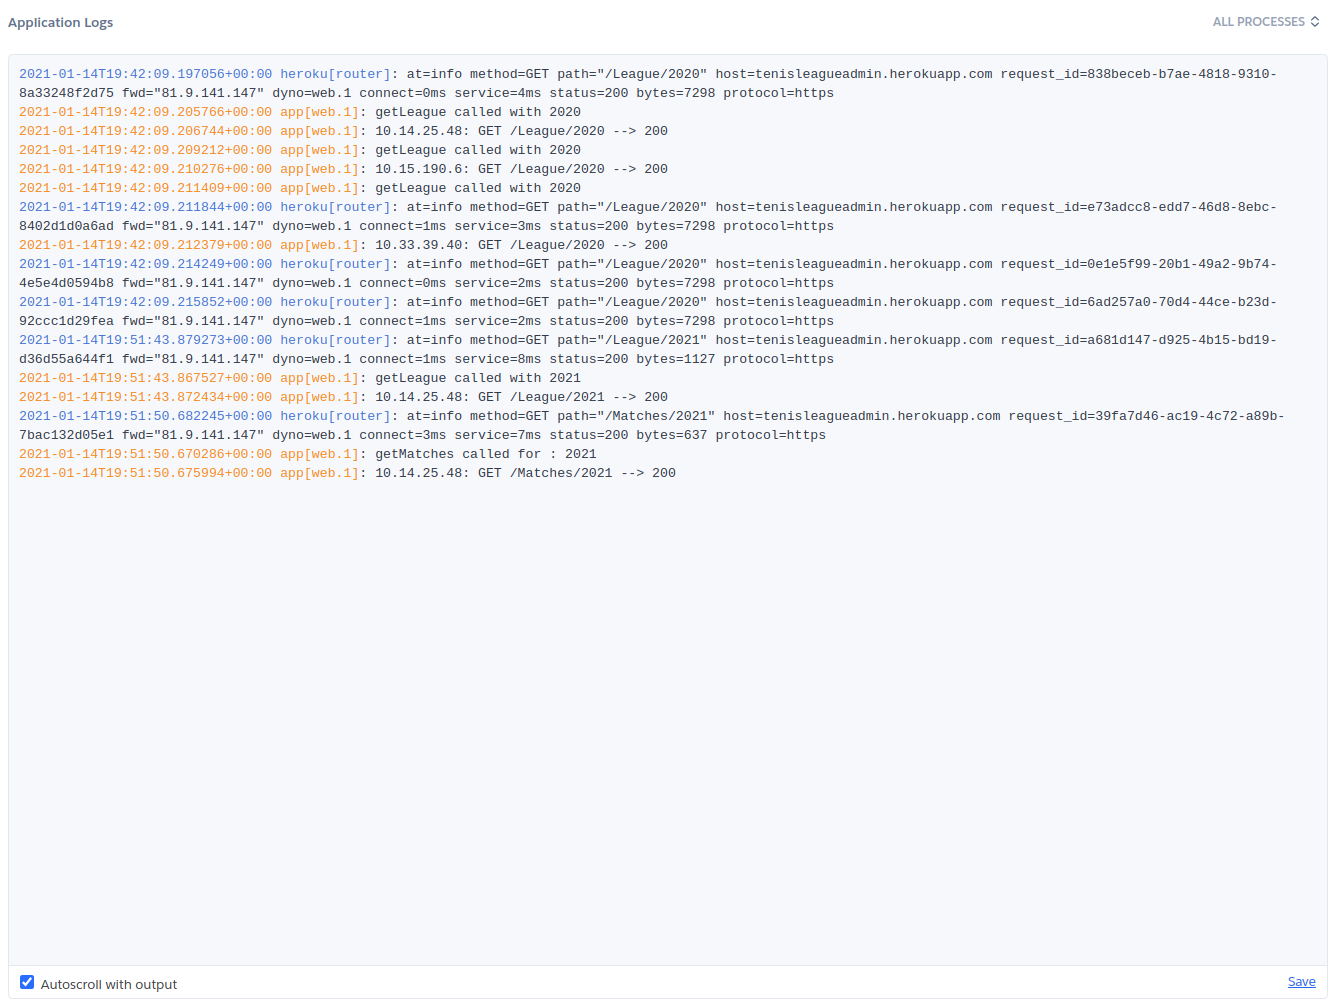 Application Logs
ALL PROCESSES
2021-01-14T19:42:09.197056+00:00 heroku[router]: at=info method=GET path="/League/2020" host=tenisleagueadmin.herokuapp.com request_id=838beceb-b7ae-4818-9310-
8a33248f2d75 fwd="81.9.141.147" dyno=web.1 connect=0ms service=4ms status=200 bytes=7298 protocol=https
2021-01-14T19:42:09.205766+00:00 app[web.1]: getLeague called with 2020
2021-01-14T19:42:09.206744+00:00 app[web.1]: 10.14.25.48: GET /League/2020 --> 200
2021-01-14T19:42:09.209212+00:00 app[web.1]: getLeague called with 2020
2021-01-14T19:42:09.210276+00:00 app[web.1]: 10.15.190.6: GET /League/2020 --> 200
2021-01-14T19:42:09.211409+00:00 app[web.1]: getLeague called with 2020
2021-01-14T19:42:09.211844+00:00 heroku[router]: at=info method=GET path="/League/2020" host=tenisleagueadmin.herokuapp.com request_id=e73adcc8-edd7-46d8-8ebc-
8402d1d0a6ad fwd="81.9.141.147" dyno=web.1 connect=1ms service=3ms status=200 bytes=7298 protocol=https
2021-01-14T19:42:09.212379+00:00 app[web.1]: 10.33.39.40: GET /League/2020 --> 200
2021-01-14T19:42:09.214249+00:00 heroku[router]: at=info method=GET path="/League/2020" host=tenisleagueadmin.herokuapp.com request_id=0e1e5f99-20b1-49a2-9b74-
4e5e4d0594b8 fwd="81.9.141.147" dyno=web.1 connect=0ms service=2ms status=200 bytes=7298 protocol=https
2021-01-14T19:42:09.215852+00:00 heroku[router]: at=info method=GET path="/League/2020" host=tenisleagueadmin.herokuapp.com request_id=6ad257a0-70d4-44ce-b23d-
92ccc1d29fea fwd="81.9.141.147" dyno=web.1 connect=1ms service=2ms status=200 bytes=7298 protocol=https
2021-01-14T19:51:43.879273+00:00 heroku[router]: at=info method=GET path="/League/2021" host=tenisleagueadmin.herokuapp.com request_id=a681d147-d925-4b15-bd19-
d36d55a644f1 fwd="81.9.141.147" dyno=web.1 connect=1ms service=8ms status=200 bytes=1127 protocol=https
2021-01-14T19:51:43.867527+00:00 app[web.1]: getLeague called with 2021
2021-01-14T19:51:43.872434+00:00 app[web.1]: 10.14.25.48: GET /League/2021 --> 200
2021-01-14T19:51:50.682245+00:00 heroku[router]: at=info method=GET path="/Matches/2021" host=tenisleagueadmin.herokuapp.com request_id=39fa7d46-ac19-4c72-a89b-
7bac132d05e1 fwd="81.9.141.147" dyno=web.1 connect=3ms service=7ms status=200 bytes=637 protocol=https
2021-01-14T19:51:50.670286+00:00 app[web.1]: getMatches called for : 2021
2021-01-14T19:51:50.675994+00:00 app[web.1]: 10.14.25.48: GET /Matches/2021 --> 200
Autoscroll with output
Save